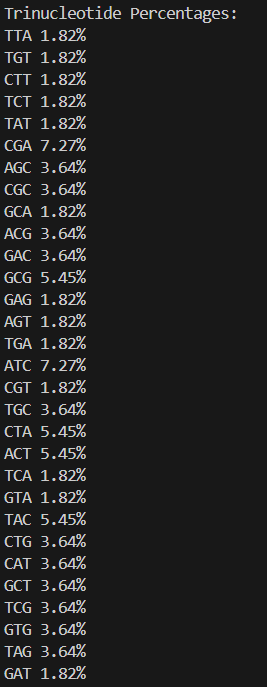 Trinucleotide Percentages:
TTA 1.82%
TGT 1.82%
CTT 1.82%
TCT 1.82%
TAT 1.82%
CGA 7.27%
AGC 3.64%
CGC 3.64%
GCA 1.82%
ACG 3.64%
GAC 3.64%
GCG 5.45%
GAG 1.82%
AGT 1.82%
TGA 1.82%
ATC 7.27%
CGT 1.82%
TGC 3.64%
CTA 5.45%
ACT 5.45%
TCA 1.82%
GTA 1.82%
TAC 5.45%
CTG 3.64%
CAT 3.64%
GCT 3.64%
TCG 3.64%
GTG 3.64%
TAG 3.64%
GAT 1.82%